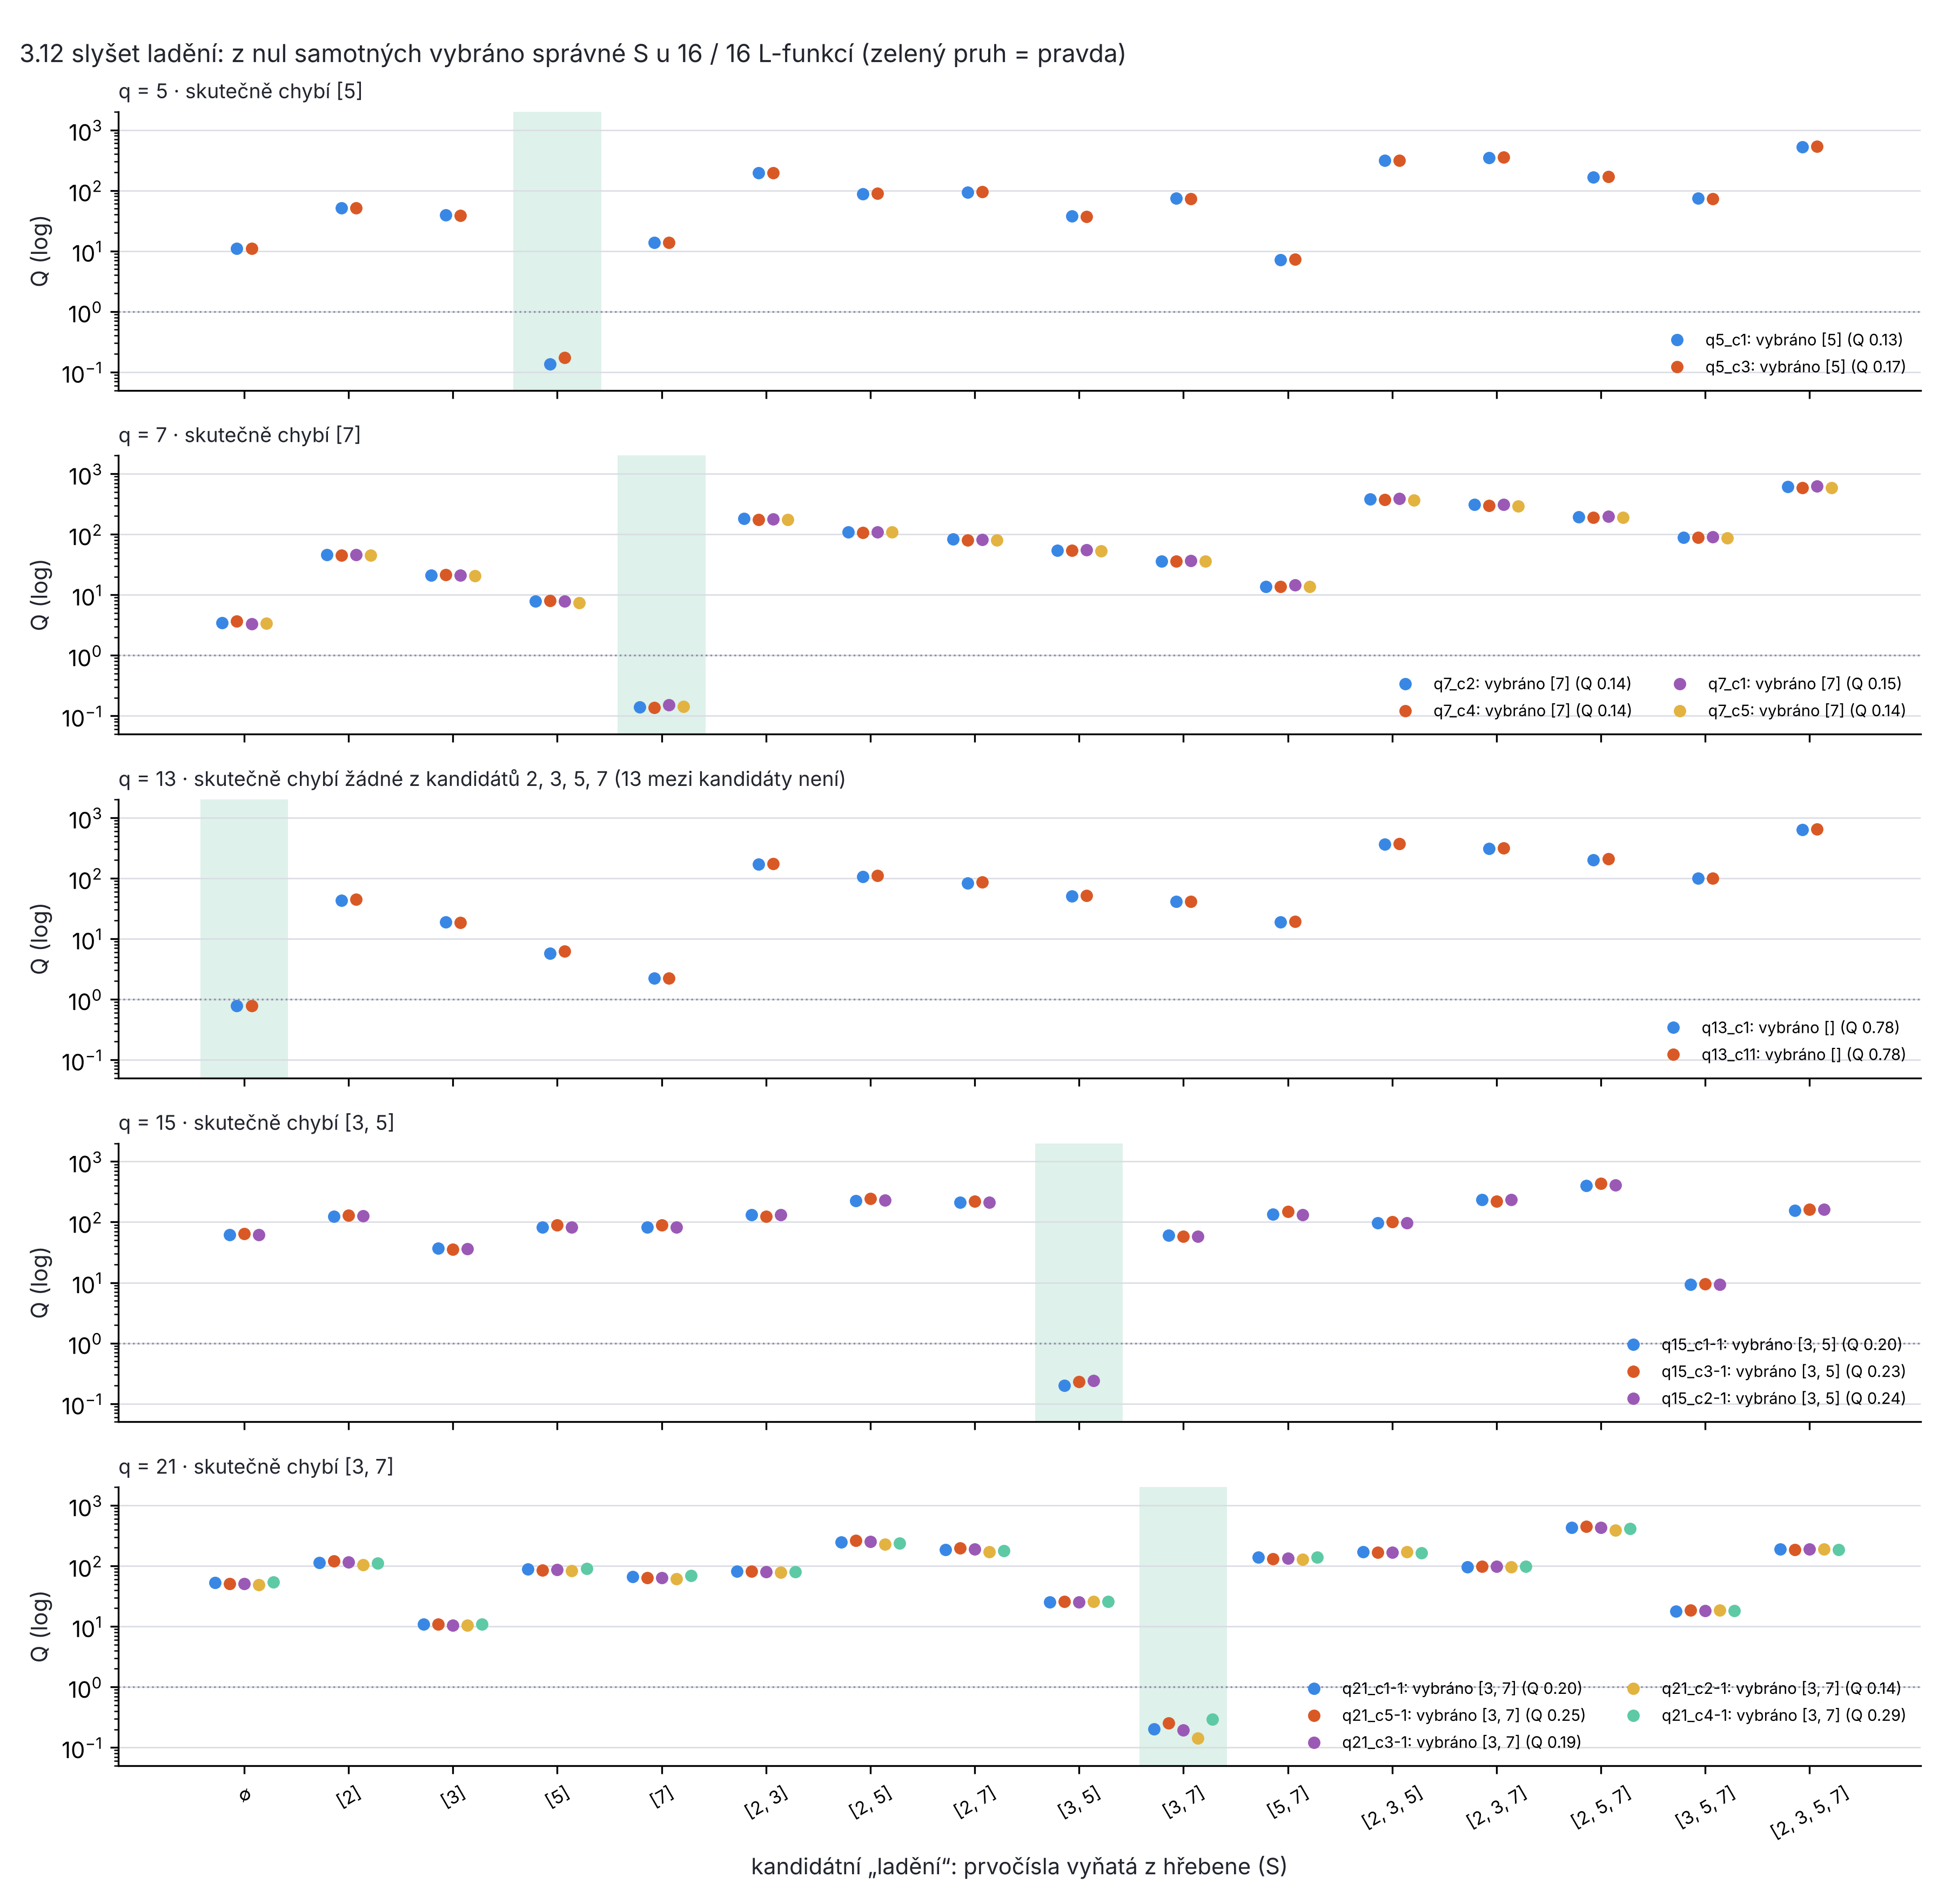 3.12 slyšet ladění: z nul samotných vybráno správné S u 16 / 16 L-funkcí (zelený pruh = pravda)
q = 5 · skutečně chybí [5]
10³
10²
10¹
10⁰
10⁻¹
Q (log)
q5_c1: vybráno [5] (Q 0.13)
q5_c3: vybráno [5] (Q 0.17)
q = 7 · skutečně chybí [7]
10³
10²
10¹
10⁰
10⁻¹
Q (log)
q7_c2: vybráno [7] (Q 0.14) q7_c1: vybráno [7] (Q 0.15)
q7_c4: vybráno [7] (Q 0.14) q7_c5: vybráno [7] (Q 0.14)
q = 13 · skutečně chybí žádné z kandidátů 2, 3, 5, 7 (13 mezi kandidáty není)
10³
10²
10¹
10⁰
10⁻¹
Q (log)
q13_c1: vybráno [] (Q 0.78)
q13_c11: vybráno [] (Q 0.78)
q = 15 · skutečně chybí [3, 5]
10³
10²
10¹
10⁰
10⁻¹
Q (log)
q15_c1-1: vybráno [3, 5] (Q 0.20)
q15_c3-1: vybráno [3, 5] (Q 0.23)
q15_c2-1: vybráno [3, 5] (Q 0.24)
q = 21 · skutečně chybí [3, 7]
10³
10²
10¹
10⁰
10⁻¹
Q (log)
q21_c1-1: vybráno [3, 7] (Q 0.20) q21_c2-1: vybráno [3, 7] (Q 0.14)
q21_c5-1: vybráno [3, 7] (Q 0.25) q21_c4-1: vybráno [3, 7] (Q 0.29)
q21_c3-1: vybráno [3, 7] (Q 0.19)
ø [2] [3] [5] [7] [2, 3] [2, 5] [2, 7] [3, 5] [3, 7] [5, 7] [2, 3, 5] [2, 3, 7] [2, 5, 7] [3, 5, 7] [2, 3, 5, 7]
kandidátní „ladění“: prvočísla vyňatá z hřebene (S)